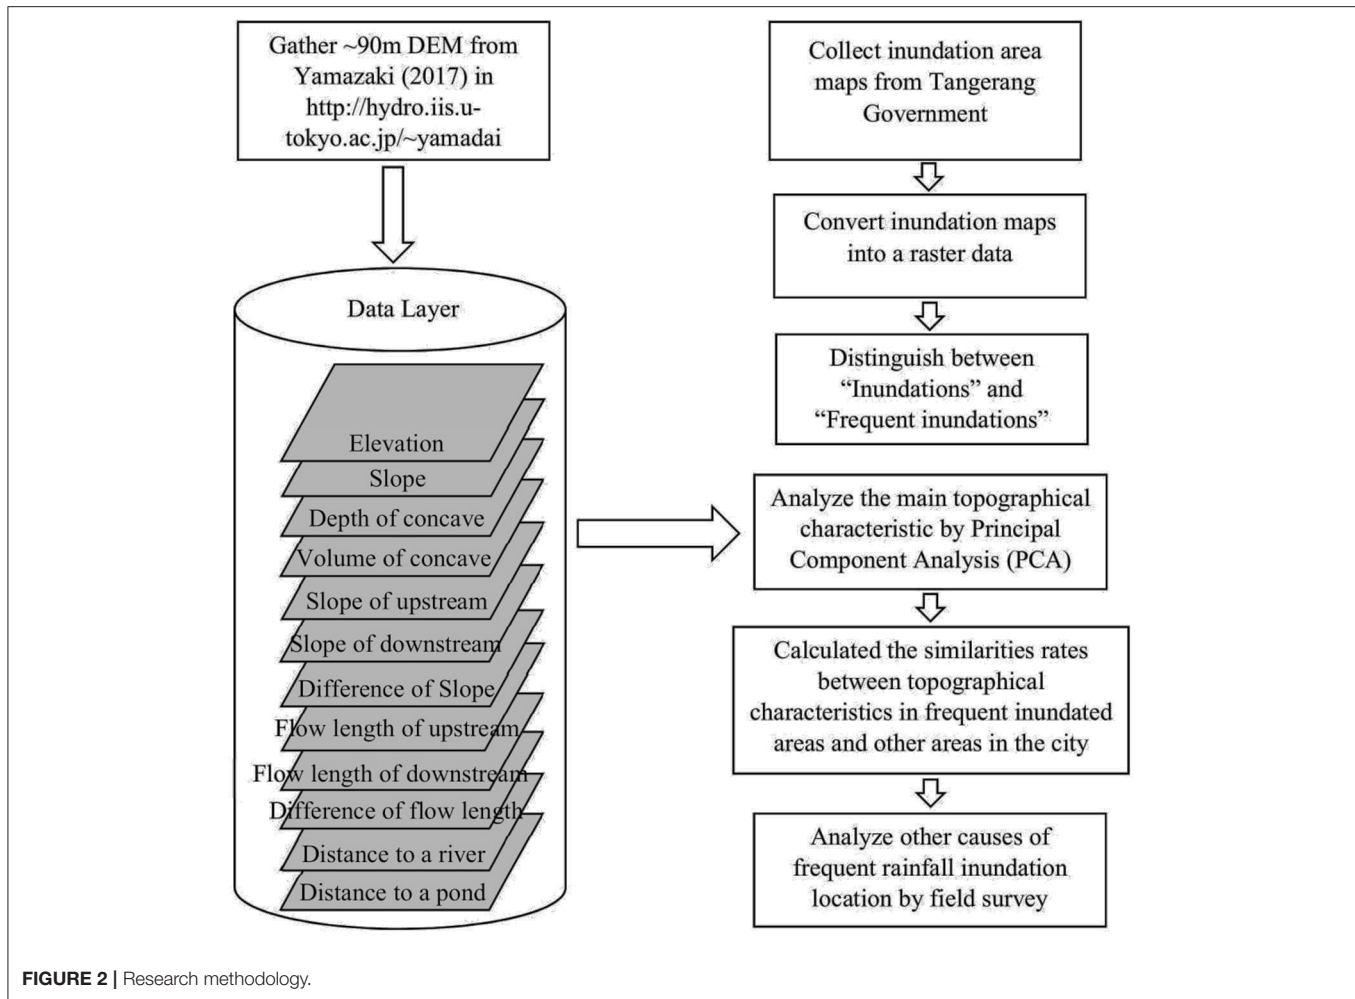 Gather ~90m DEM from
Yamazaki (2017) in
http://hydro.iis.u-
tokyo.ac.jp/~yamadai
Data Layer
Elevation
Slope
Depth of concave
Volume of concave
Slope of upstream
Slope of downstream
Difference of Slope
Flow length of upstream
Flow length of downstream
Difference of flow length
Distance to a river
Distance to a pond
Collect inundation area
maps from Tangerang
Government
Convert inundation maps
into a raster data
Distinguish between
“Inundations” and
“Frequent inundations”
Analyze the main topographical
characteristic by Principal
Component Analysis (PCA)
Calculated the similarities rates
between topographical
characteristics in frequent inundated
areas and other areas in the city
Analyze other causes of
frequent rainfall inundation
location by field survey
FIGURE 2 | Research methodology.